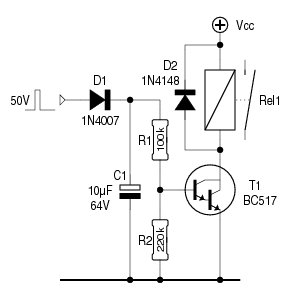 Vcc
D2
1N4148
D1
50V
1N4007
Rel1
R1
100k
C1
10µF
64V
T1
BC517
R2
220k